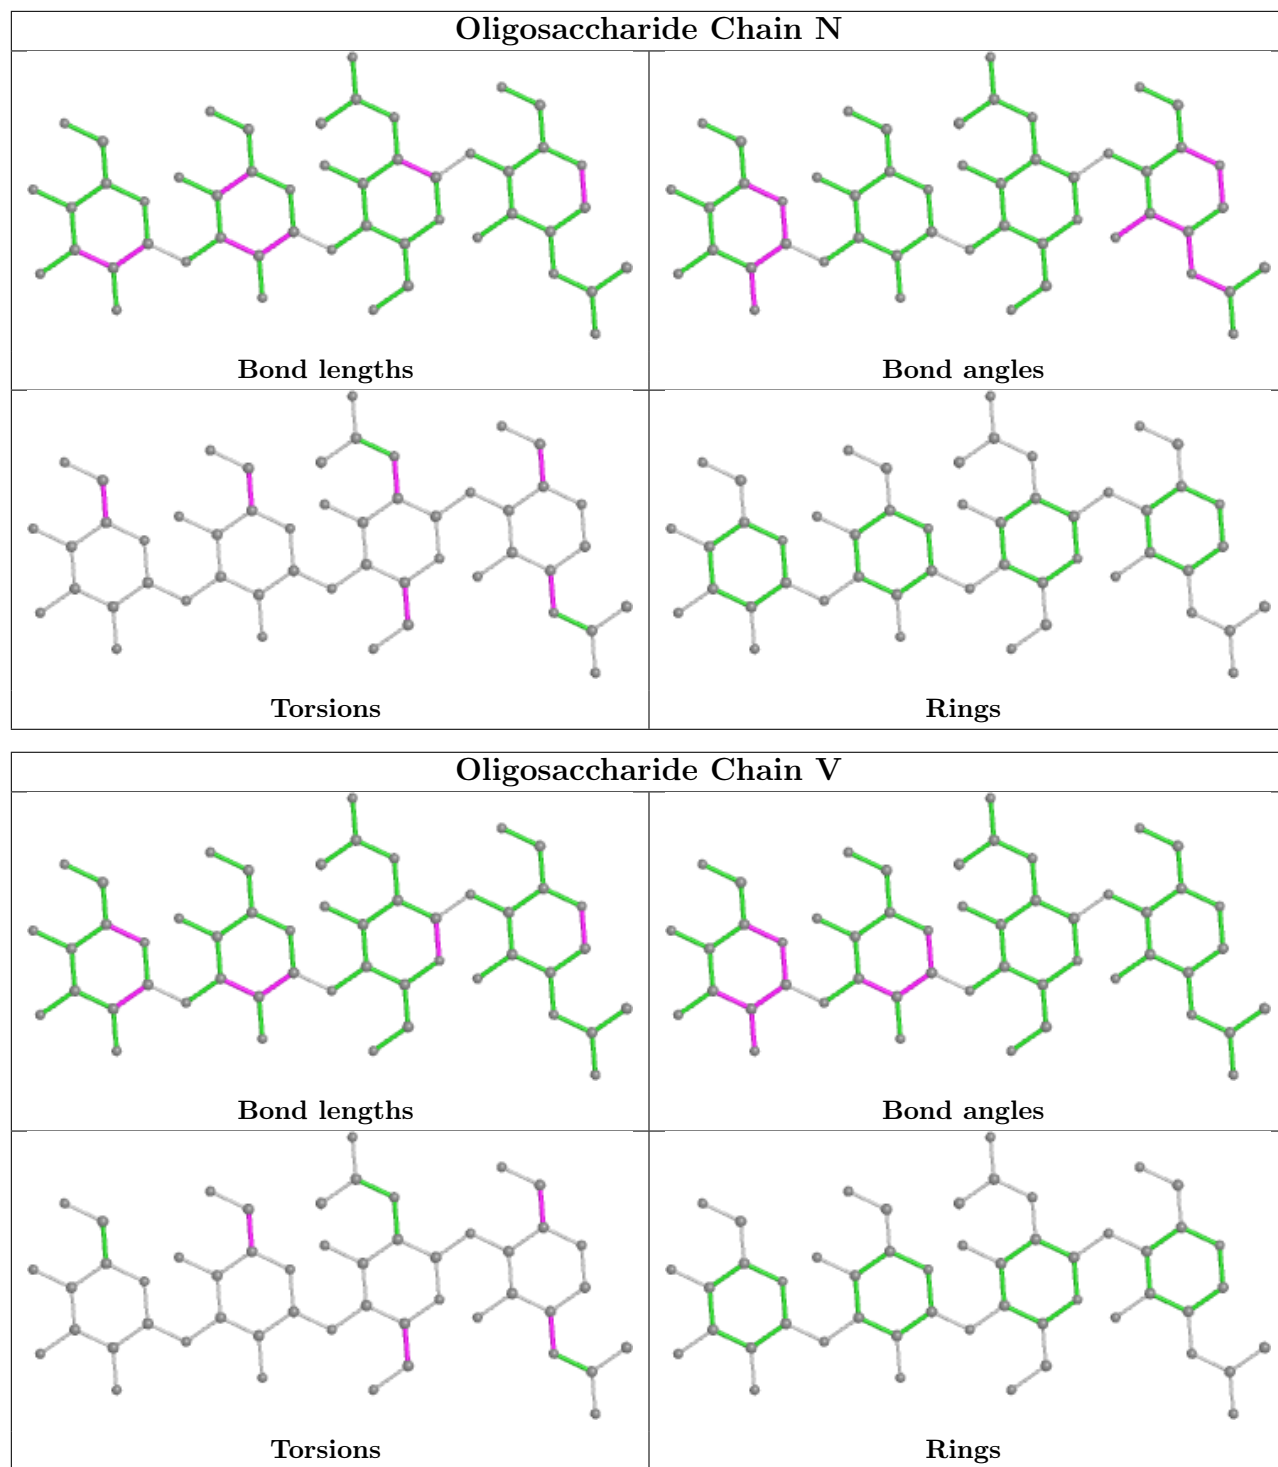 Oligosaccharide Chain N
Bond lengths
Bond angles
Torsions
Rings
Oligosaccharide Chain V
Bond lengths
Bond angles
Torsions
Rings